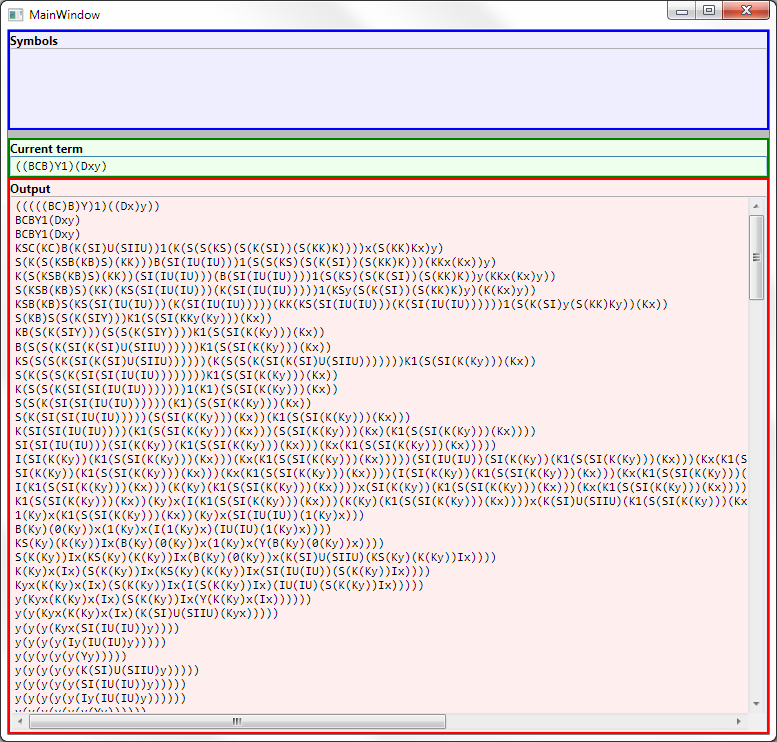 MainWindow
Symbols
Current term
((BCB)Y1)(Dxy)
Output
(((((BC)B)Y)1)((Dx)y))
BCBY1(Dxy)
BCBY1(Dxy)
KSC(KC)B(K(SI)U(SIIU))1(K(S(S(KS)(S(K(SI))(S(KK)K))))x(S(KK)Kx)y)
S(K(S(KSB(KB)S)(KK)))B(SI(IU(IU)))1(S(S(KS)(S(K(SI))(S(KK)K)))(KKx(Kx))y)
K(S(KSB(KB)S)(KK))(SI(IU(IU)))(B(SI(IU(IU))))1(S(KS)(S(K(SI))(S(KK)K))y(KKx(Kx)y))
S(KSB(KB)S)(KK)(KS(SI(IU(IU)))(K(SI(IU(IU)))))1(KSy(S(K(SI))(S(KK)K)y)(K(Kx)y))
KSB(KB)S(KS(SI(IU(IU)))(K(SI(IU(IU)))))(KK(KS(SI(IU(IU)))(K(SI(IU(IU))))))1(S(K(SI)y(S(KK)Ky))(Kx))
S(KB)S(S(K(SIY)))K1(S(SI(KKy(Ky)))(Kx))
KB(S(K(SIY)))(S(S(K(SIY))))K1(S(SI(K(Ky)))(Kx))
B(S(S(K(SI(K(SI)U(SIIU))))))K1(S(SI(K(Ky)))(Kx))
KS(S(S(K(SI(K(SI)U(SIIU))))))(K(S(S(K(SI(K(SI)U(SIIU)))))))K1(S(SI(K(Ky)))(Kx))
S(K(S(S(K(SI(SI(IU(IU))))))))K1(S(SI(K(Ky)))(Kx))
K(S(S(K(SI(SI(IU(IU)))))))1(K1)(S(SI(K(Ky)))(Kx))
S(S(K(SI(SI(IU(IU))))))(K1)(S(SI(K(Ky)))(Kx))
S(K(SI(SI(IU(IU)))))(S(SI(K(Ky)))(Kx))(K1(S(SI(K(Ky)))(Kx)))
K(SI(SI(IU(IU))))(K1(S(SI(K(Ky)))(Kx)))(S(SI(K(Ky)))(Kx)(K1(S(SI(K(Ky)))(Kx))))
SI(SI(IU(IU)))(SI(K(Ky))(K1(S(SI(K(Ky)))(Kx)))(Kx(K1(S(SI(K(Ky)))(Kx)))))
I(SI(K(Ky))(K1(S(SI(K(Ky)))(Kx)))(Kx(K1(S(SI(K(Ky)))(Kx)))))(SI(IU(IU))(SI(K(Ky))(K1(S(SI(K(Ky)))(Kx)))(Kx(K1(S
SI(K(Ky))(K1(S(SI(K(Ky)))(Kx)))(Kx(K1(S(SI(K(Ky)))(Kx))))(I(SI(K(Ky))(K1(S(SI(K(Ky)))(Kx)))(Kx(K1(S(SI(K(Ky)))(
I(K1(S(SI(K(Ky)))(Kx)))(K(Ky)(K1(S(SI(K(Ky)))(Kx))))x(SI(K(Ky))(K1(S(SI(K(Ky)))(Kx)))(Kx(K1(S(SI(K(Ky)))(Kx))))
K1(S(SI(K(Ky)))(Kx))(Ky)x(I(K1(S(SI(K(Ky)))(Kx)))(K(Ky)(K1(S(SI(K(Ky)))(Kx))))x(K(SI)U(SIIU)(K1(S(SI(K(Ky)))(Kx
1(Ky)x(K1(S(SI(K(Ky)))(Kx))(Ky)x(SI(IU(IU))(1(Ky)x)))
B(Ky)(0(Ky))x(1(Ky)x(I(1(Ky)x)(IU(IU)(1(Ky)x))))
KS(Ky)(K(Ky))Ix(B(Ky)(0(Ky))x(1(Ky)x(Y(B(Ky)(0(Ky))x))))
S(K(Ky))Ix(KS(Ky)(K(Ky))Ix(B(Ky)(0(Ky))x(K(SI)U(SIIU)(KS(Ky)(K(Ky))Ix))))
K(Ky)x(Ix)(S(K(Ky))Ix(KS(Ky)(K(Ky))Ix(SI(IU(IU))(S(K(Ky))Ix))))
Kyx(K(Ky)x(Ix)(S(K(Ky))Ix(I(S(K(Ky))Ix)(IU(IU)(S(K(Ky))Ix)))))
y(Kyx(K(Ky)x(Ix)(S(K(Ky))Ix(Y(K(Ky)x(Ix))))))
y(y(Kyx(K(Ky)x(Ix)(K(SI)U(SIIU)(Kyx)))))
y(y(y(Kyx(SI(IU(IU))y))))
y(y(y(y(Iy(IU(IU)y)))))
y(y(y(y(y(Yy)))))
y(y(y(y(y(K(SI)U(SIIU)y)))))
y(y(y(y(y(SI(IU(IU))y)))))
y(y(y(y(y(Iy(IU(IU)y))))))
y(y(y(y(y(y(Yy))))))